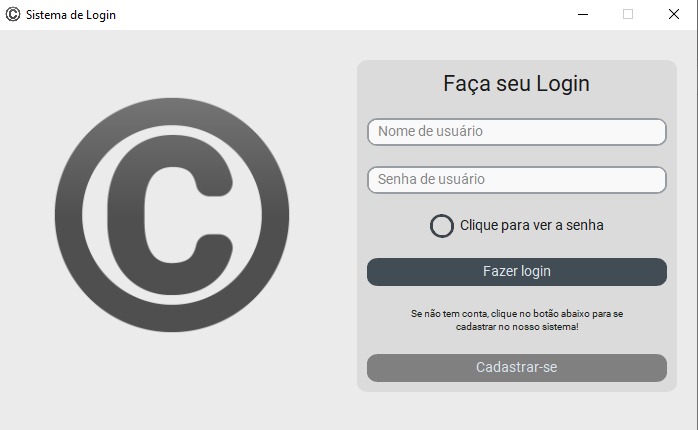 Sistema de Login
©
Faça seu Login
Nome de usuário
Senha de usuário
Clique para ver a senha
Fazer login
Se não tem conta, clique no botão abaixo para se
cadastrar no nosso sistema!
Cadastrar-se